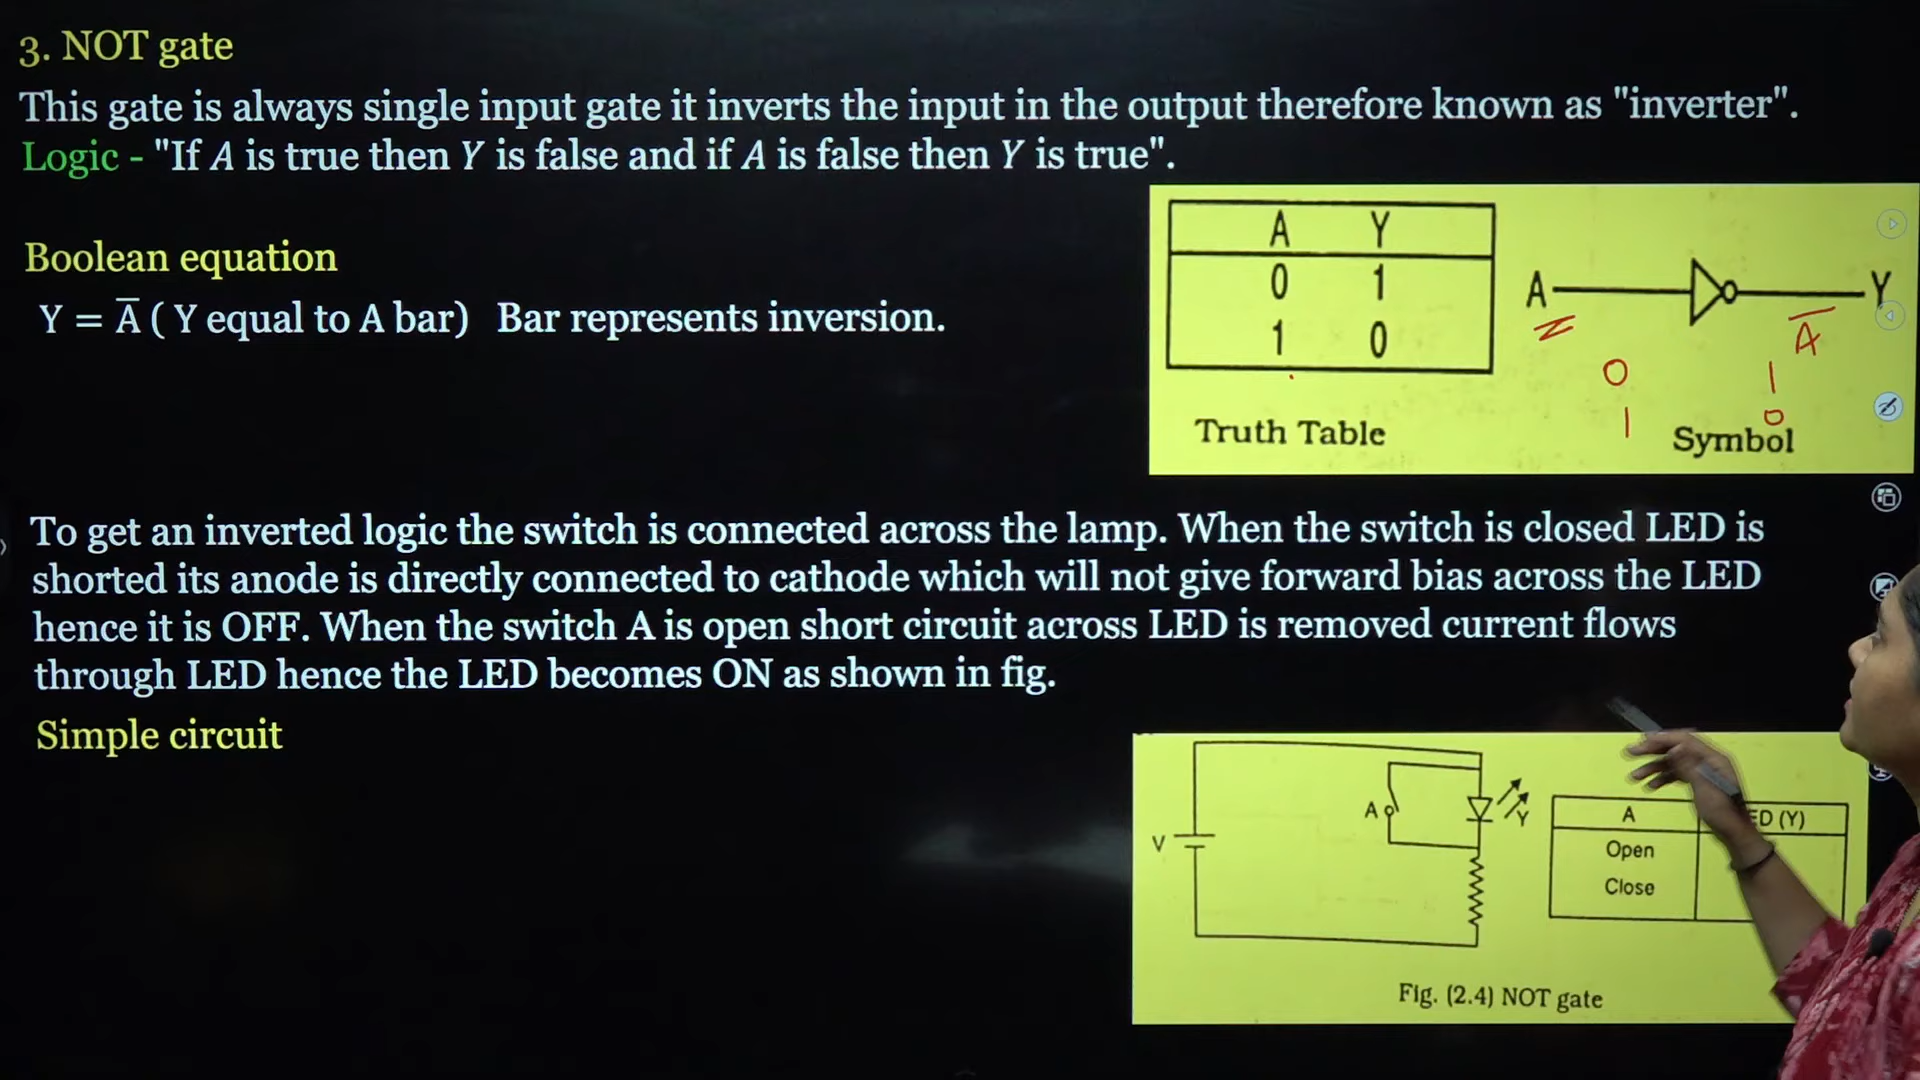 3. NOT gate
This gate is always single input gate it inverts the input in the output therefore known as "inverter".
Logic - "If A is true then Y is false and if A is false then Y is true".
Boolean equation
Y = A̅ ( Y equal to A bar) Bar represents inversion.
A Y
0 1
1 0
Truth Table
A Y
A̅
0 1
1 0
Symbol
To get an inverted logic the switch is connected across the lamp. When the switch is closed LED is
shorted its anode is directly connected to cathode which will not give forward bias across the LED
hence it is OFF. When the switch A is open short circuit across LED is removed current flows
through LED hence the LED becomes ON as shown in fig.
Simple circuit
V
A
Y
A ED (Y)
Open
Close
Fig. (2.4) NOT gate